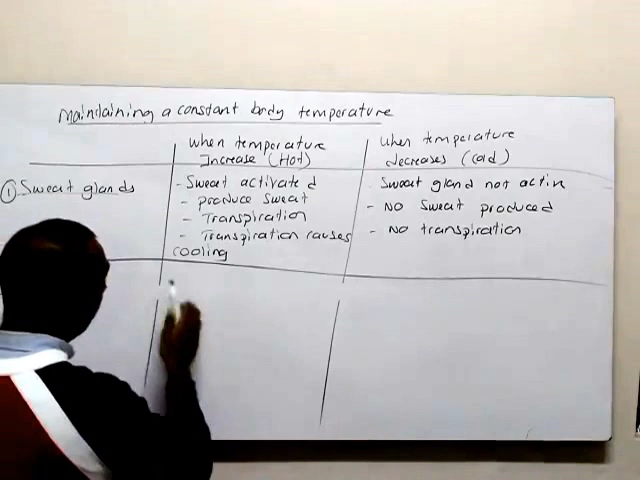 Maintaining a constant body temperature
When temperature
Increase (Hot)
When temperature
decreases (cold)
① Sweat glands
- Sweat activated
- produce sweat
- Transpiration
- Transpiration causes
cooling
- Sweat gland not activ
- NO sweat produced
- No transpiration